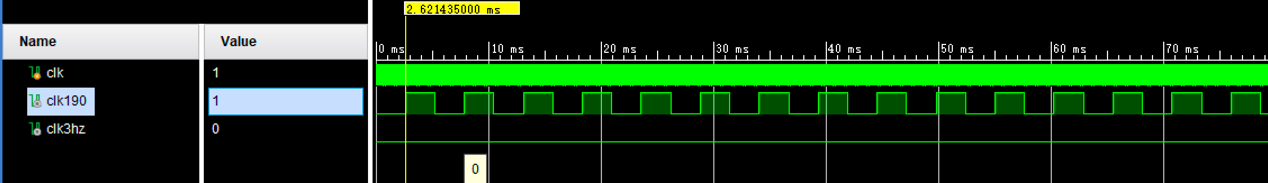 2.621435000 ms
Name Value
0 ms 10 ms 20 ms 30 ms 40 ms 50 ms 60 ms 70 ms
clk 1
clk190 1
clk3hz 0
0